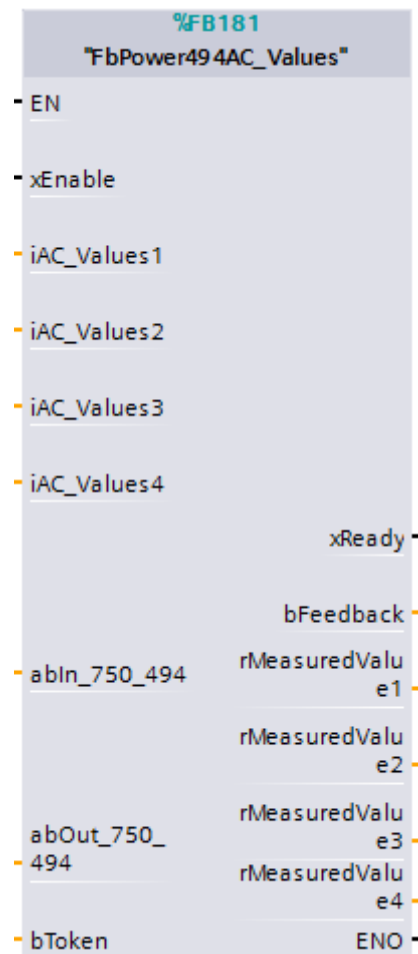 %FB181
"FbPower494AC_Values"
EN
xEnable
iAC_Values1
iAC_Values2
iAC_Values3
iAC_Values4
xReady
bFeedback
abIn_750_494
rMeasuredValu
e1
rMeasuredValu
e2
abOut_750_
494
rMeasuredValu
e3
rMeasuredValu
e4
bToken
ENO